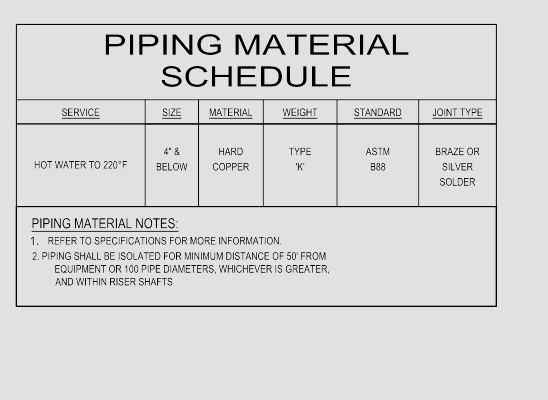 PIPING MATERIAL
SCHEDULE
SERVICE SIZE MATERIAL WEIGHT STANDARD JOINT TYPE
HOT WATER TO 220°F
4" &
BELOW
HARD
COPPER
TYPE
'K'
ASTM
B88
BRAZE OR
SILVER
SOLDER
PIPING MATERIAL NOTES:
1. REFER TO SPECIFICATIONS FOR MORE INFORMATION.
2. PIPING SHALL BE ISOLATED FOR MINIMUM DISTANCE OF 50' FROM
EQUIPMENT OR 100 PIPE DIAMETERS, WHICHEVER IS GREATER,
AND WITHIN RISER SHAFTS